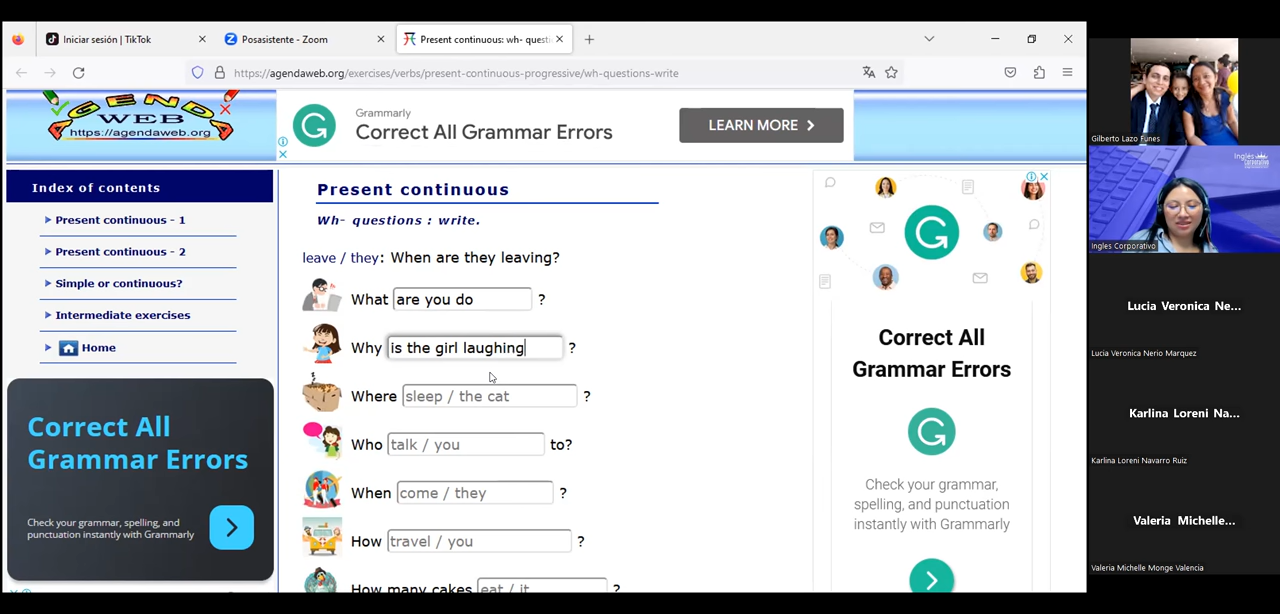 Iniciar sesión | TikTok
Posasistente - Zoom
Present continuous: wh- questi
https://agendaweb.org/exercises/verbs/present-continuous-progressive/wh-questions-write
AGENDA
WEB
https://agendaweb.org
Grammarly
Correct All Grammar Errors
LEARN MORE
Index of contents
Present continuous - 1
Present continuous - 2
Simple or continuous?
Intermediate exercises
Home
Correct All
Grammar Errors
Check your grammar, spelling, and
punctuation instantly with Grammarly
Present continuous
Wh- questions : write.
leave / they: When are they leaving?
What are you do ?
Why is the girl laughing ?
Where sleep / the cat ?
Who talk / you to?
When come / they ?
How travel / you ?
How many cakes eat / it ?
Correct All
Grammar Errors
Check your grammar,
spelling, and punctuation
instantly with Grammarly
Gilberto Lazo Funes
Inglés
Corporativo
Ingles Corporativo
Lucia Veronica Ne...
Lucia Veronica Nerio Marquez
Karlina Loreni Na...
Karlina Loreni Navarro Ruiz
Valeria Michelle...
Valeria Michelle Monge Valencia